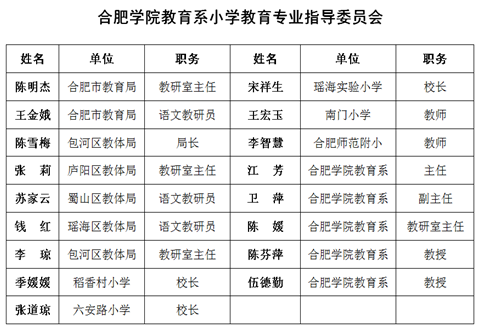 合肥学院教育系小学教育专业指导委员会
姓名 单位 职务 姓名 单位 职务
陈明杰 合肥市教育局 教研室主任 宋祥生 瑶海实验小学 校长
王金娥 合肥市教育局 语文教研员 王宏玉 南门小学 教师
陈雪梅 包河区教体局 局长 李智慧 合肥师范附小 教师
张 莉 庐阳区教体局 教研室主任 江 芳 合肥学院教育系 主任
苏家云 蜀山区教体局 语文教研员 卫 萍 合肥学院教育系 副主任
钱 红 瑶海区教体局 语文教研员 陈 媛 合肥学院教育系 教研室主任
李 琼 包河区教体局 教研室主任 陈芬萍 合肥学院教育系 教授
季媛媛 稻香村小学 校长 伍德勤 合肥学院教育系 教授
张道琼 六安路小学 校长